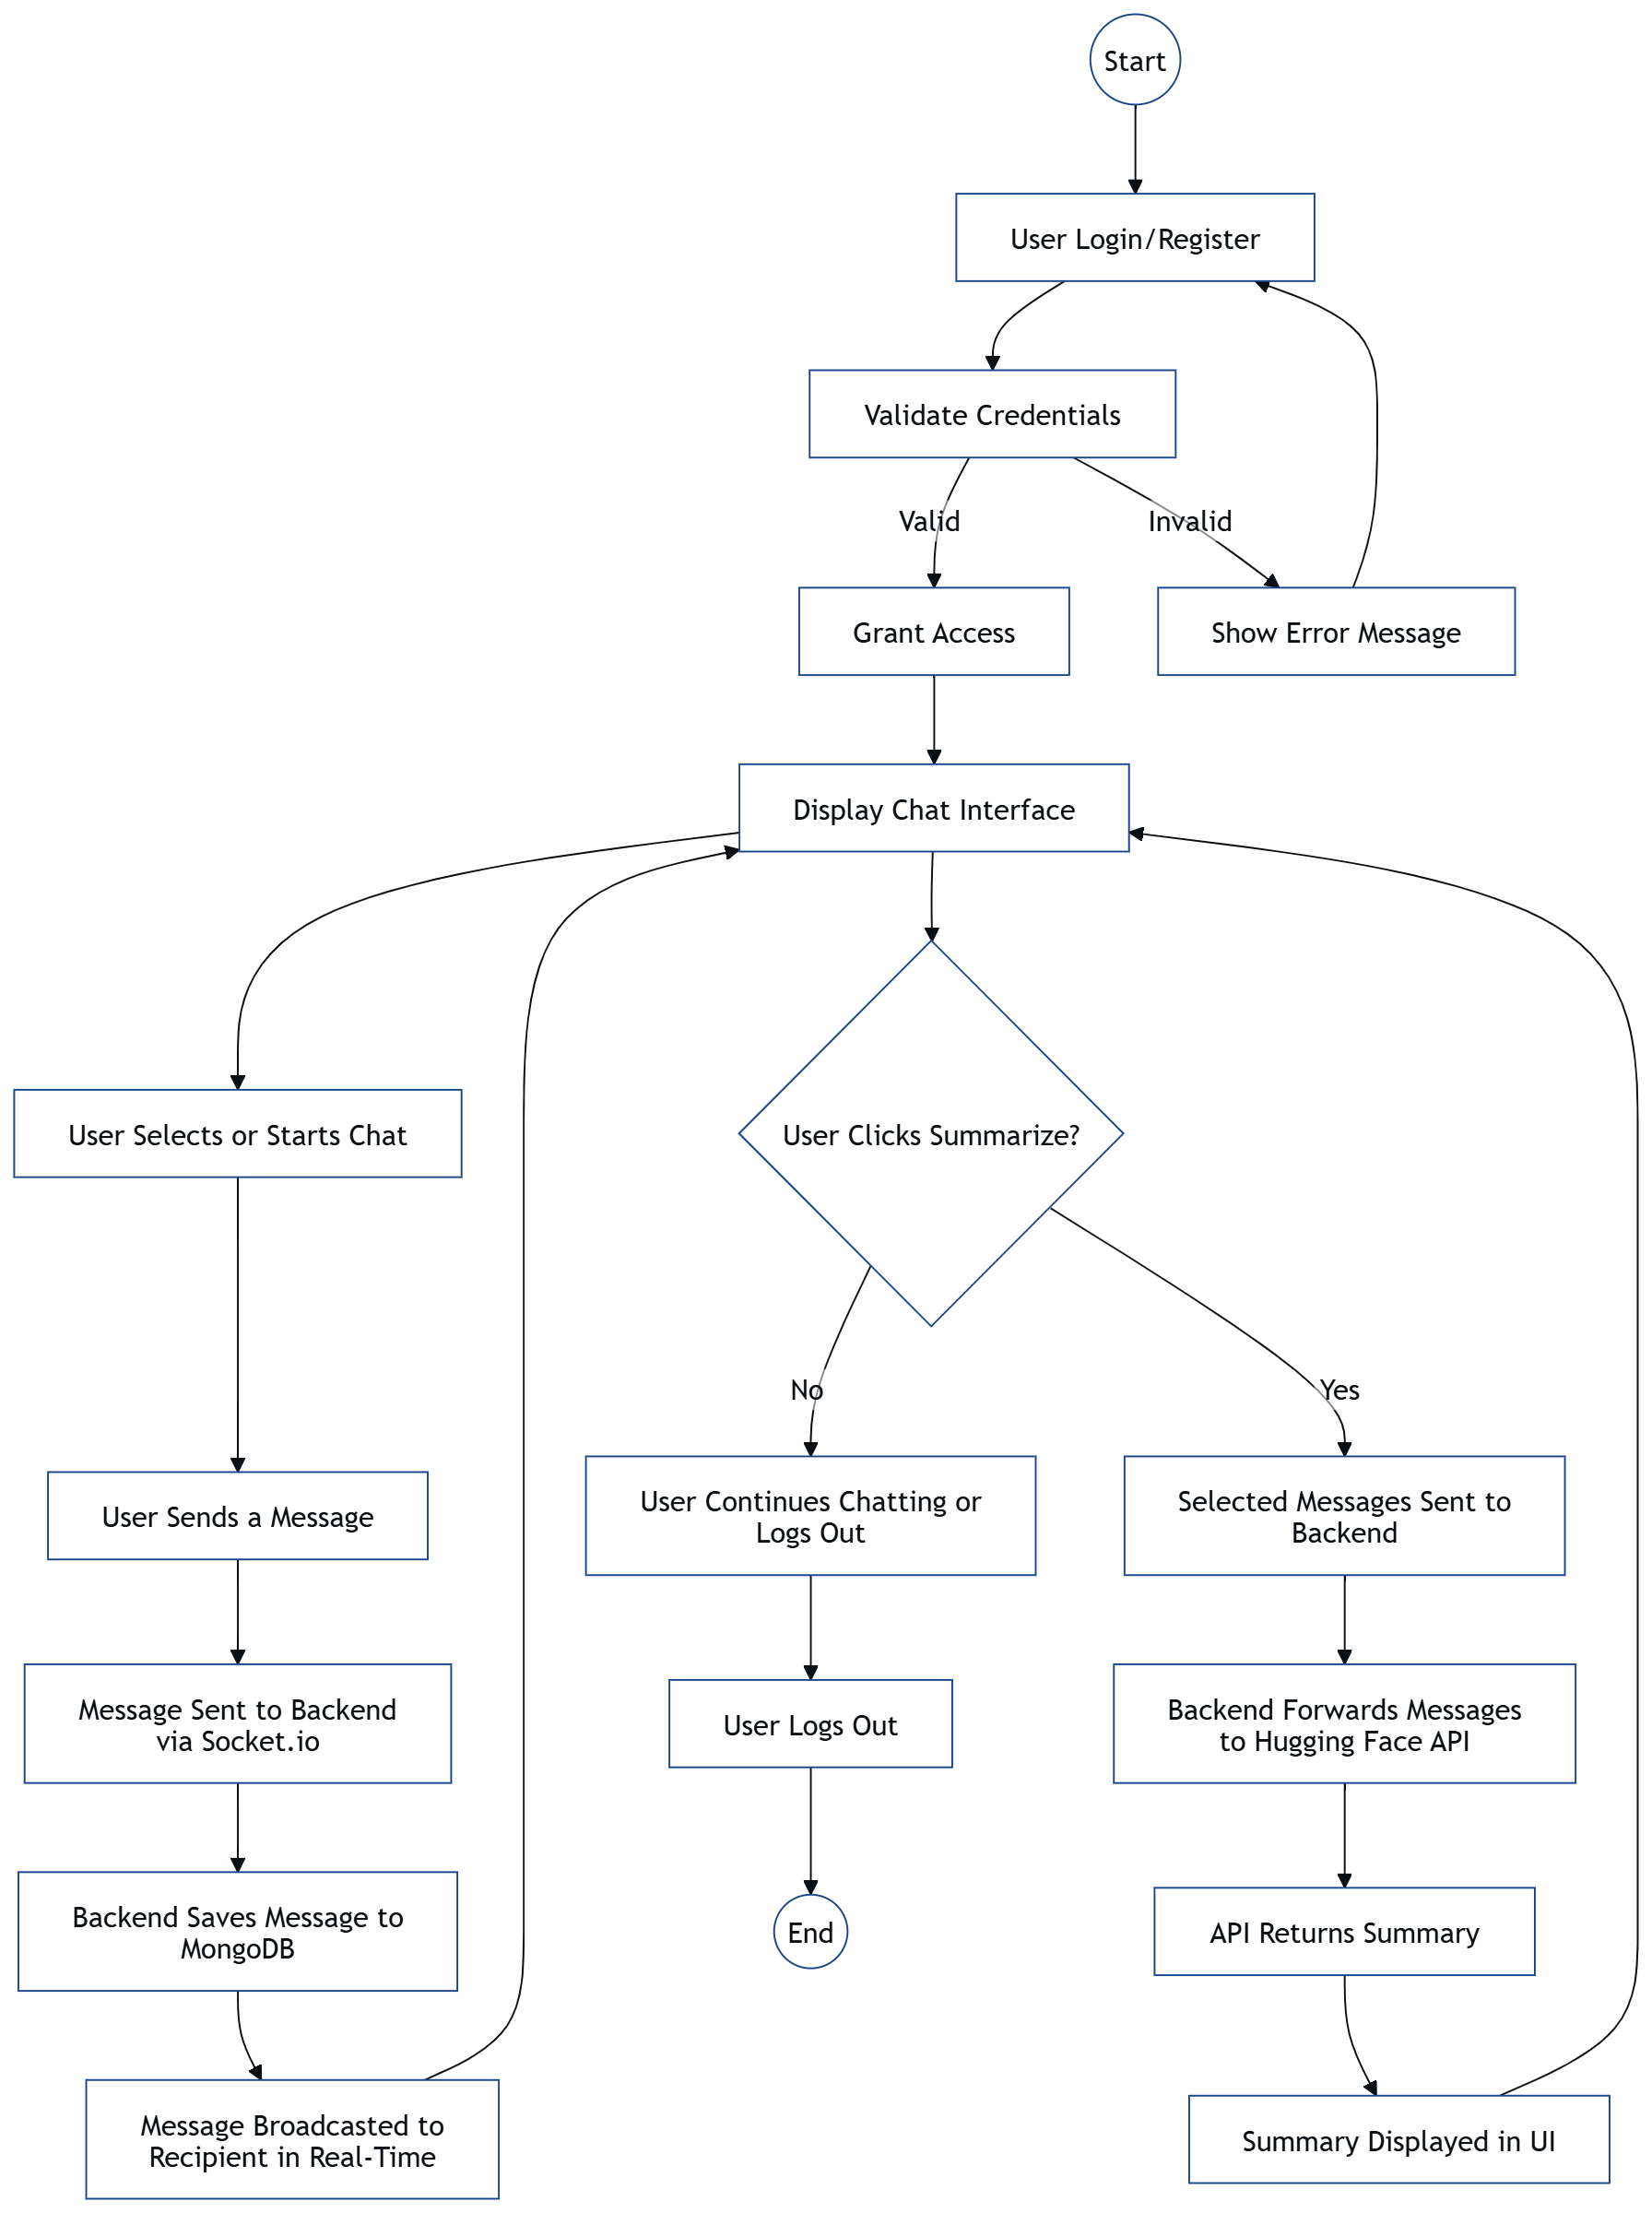 Start
User Login/Register
Validate Credentials
Valid
Invalid
Grant Access
Show Error Message
Display Chat Interface
User Selects or Starts Chat
User Clicks Summarize?
No
Yes
User Sends a Message
User Continues Chatting or
Logs Out
Selected Messages Sent to
Backend
Message Sent to Backend
via Socket.io
User Logs Out
Backend Forwards Messages
to Hugging Face API
Backend Saves Message to
MongoDB
End
API Returns Summary
Message Broadcasted to
Recipient in Real-Time
Summary Displayed in UI